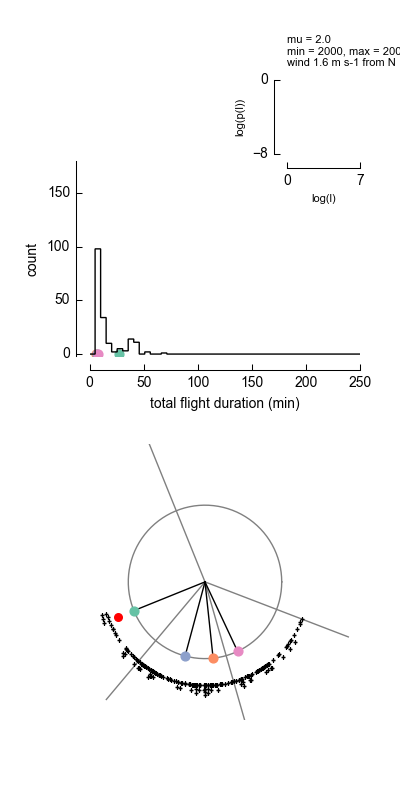 mu = 2.0
min = 2000, max = 200
wind 1.6 m s-1 from N
0
log(p(l))
−8
0 7
log(l)
150
100
50
0
count
0 50 100 150 200 250
total flight duration (min)